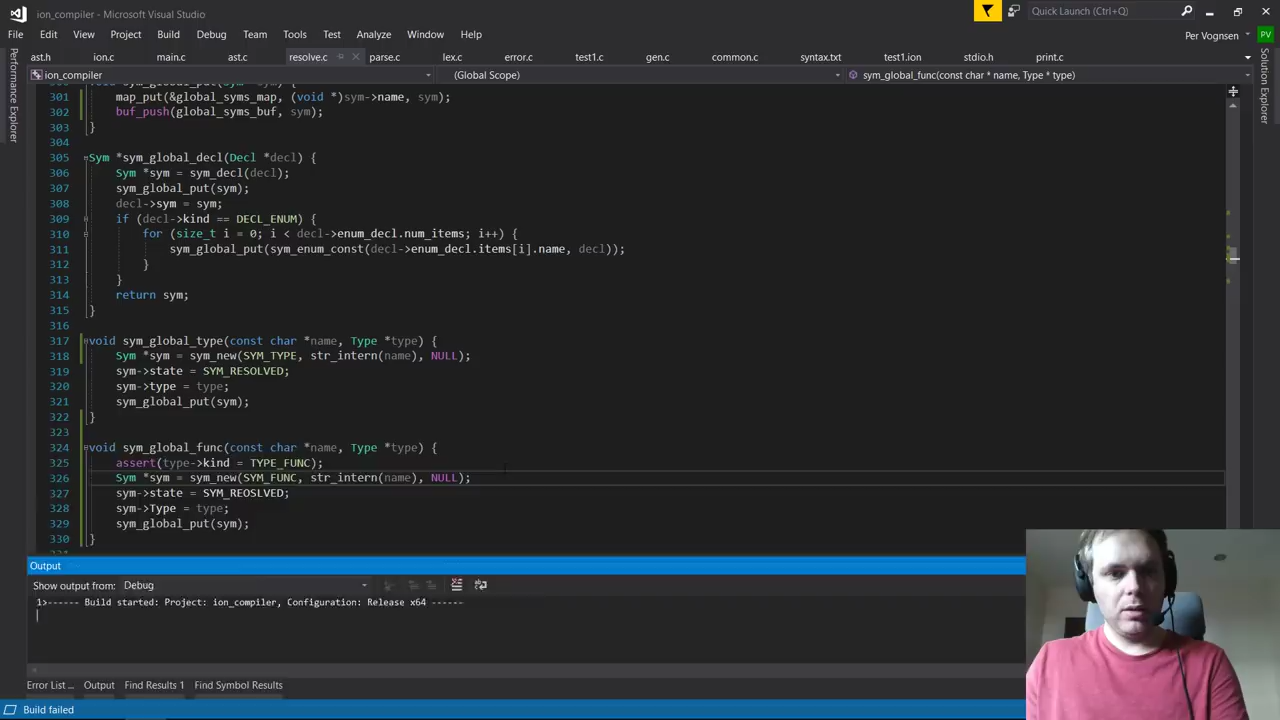 ion_compiler - Microsoft Visual Studio
Quick Launch (Ctrl+Q)
File Edit View Project Build Debug Team Tools Test Analyze Window Help
Per Vognsen PV
ast.h ion.c main.c ast.c resolve.c parse.c lex.c error.c test1.c gen.c common.c syntax.txt test1.ion stdio.h print.c
ion_compiler (Global Scope) sym_global_func(const char * name, Type * type)
Performance Explorer
Solution Explorer
301 map_put(&global_syms_map, (void *)sym->name, sym);
302 buf_push(global_syms_buf, sym);
303 }
304
305 Sym *sym_global_decl(Decl *decl) {
306 Sym *sym = sym_decl(decl);
307 sym_global_put(sym);
308 decl->sym = sym;
309 if (decl->kind == DECL_ENUM) {
310 for (size_t i = 0; i < decl->enum_decl.num_items; i++) {
311 sym_global_put(sym_enum_const(decl->enum_decl.items[i].name, decl));
312 }
313 }
314 return sym;
315 }
316
317 void sym_global_type(const char *name, Type *type) {
318 Sym *sym = sym_new(SYM_TYPE, str_intern(name), NULL);
319 sym->state = SYM_RESOLVED;
320 sym->type = type;
321 sym_global_put(sym);
322 }
323
324 void sym_global_func(const char *name, Type *type) {
325 assert(type->kind = TYPE_FUNC);
326 Sym *sym = sym_new(SYM_FUNC, str_intern(name), NULL);
327 sym->state = SYM_REOSLVED;
328 sym->Type = type;
329 sym_global_put(sym);
330 }
Output
Show output from: Debug
1>------ Build started: Project: ion_compiler, Configuration: Release x64 ------
Error List ... Output Find Results 1 Find Symbol Results
Build failed